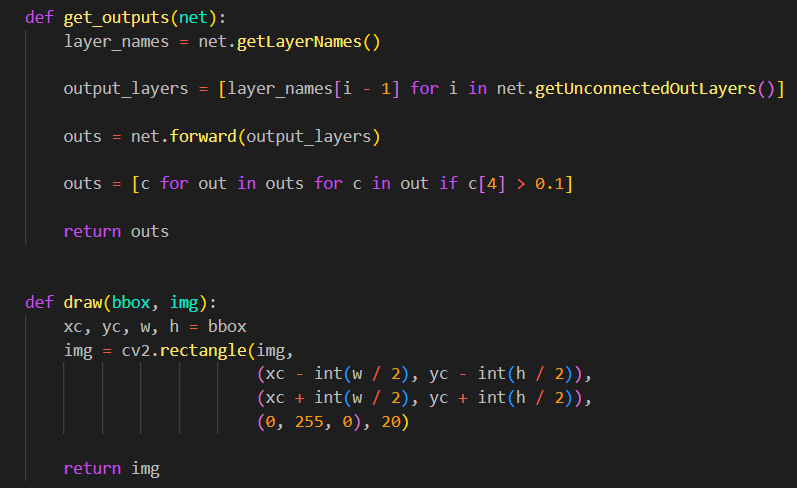 def get_outputs(net):
    layer_names = net.getLayerNames()
    output_layers = [layer_names[i - 1] for i in net.getUnconnectedOutLayers()]
    outs = net.forward(output_layers)
    outs = [c for out in outs for c in out if c[4] > 0.1]
    return outs
def draw(bbox, img):
    xc, yc, w, h = bbox
    img = cv2.rectangle(img,
                        (xc - int(w / 2), yc - int(h / 2)),
                        (xc + int(w / 2), yc + int(h / 2)),
                        (0, 255, 0), 20)
    return img